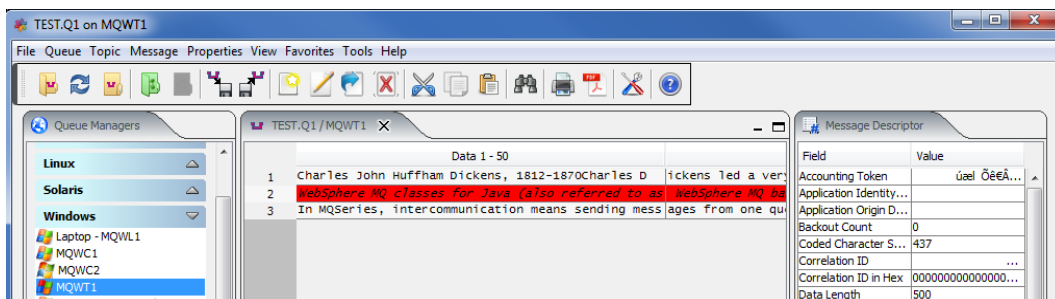 TEST.Q1 on MQWT1
File Queue Topic Message Properties View Favorites Tools Help
PDF
Queue Managers
TEST.Q1/MQWT1
Message Descriptor
Linux
Solaris
Windows
Laptop - MQWL1
MQWC1
MQWC2
MQWT1
Data 1 - 50
1 Charles John Huffham Dickens, 1812-1870Charles D ickens led a very
2 WebSphere MQ classes for Java (also referred to as WebSphere MQ ba
3 In MQSeries, intercommunication means sending mess ages from one que
Field Value
Accounting Token úæl Õê€Â...
Application Identity...
Application Origin D...
Backout Count 0
Coded Character S... 437
Correlation ID ...
Correlation ID in Hex 000000000000000...
Data Length 500